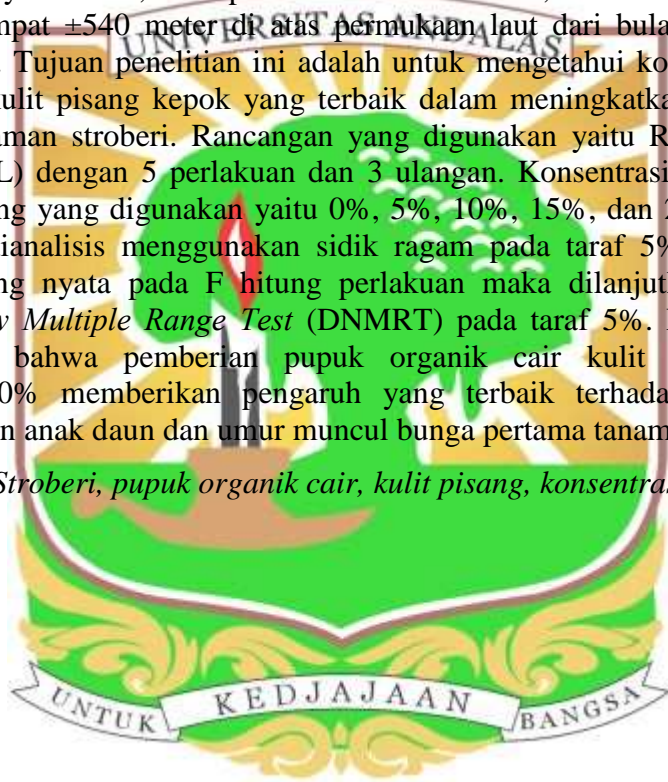 mpat ±540 meter di atas permukaan laut dari bula
UNIVERSITAS ANDALAS
Tujuan penelitian ini adalah untuk mengetahui ko
kulit pisang kepok yang terbaik dalam meningkatka
aman stroberi. Rancangan yang digunakan yaitu R
L) dengan 5 perlakuan dan 3 ulangan. Konsentrasi
ng yang digunakan yaitu 0%, 5%, 10%, 15%, dan
ianalisis menggunakan sidik ragam pada taraf 5%
ng nyata pada F hitung perlakuan maka dilanjut
w Multiple Range Test (DNMRT) pada taraf 5%.
bahwa pemberian pupuk organik cair kulit
0% memberikan pengaruh yang terbaik terhada
n anak daun dan umur muncul bunga pertama tanam
Stroberi, pupuk organik cair, kulit pisang, konsentra
UNTUK KEDJAJAAN BANGSA